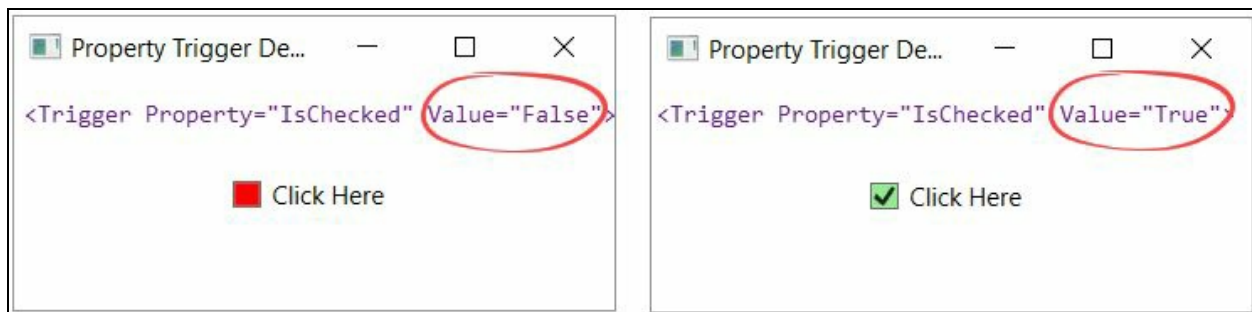 Property Trigger De...
<Trigger Property="IsChecked" Value="False">
Click Here
Property Trigger De...
<Trigger Property="IsChecked" Value="True">
Click Here